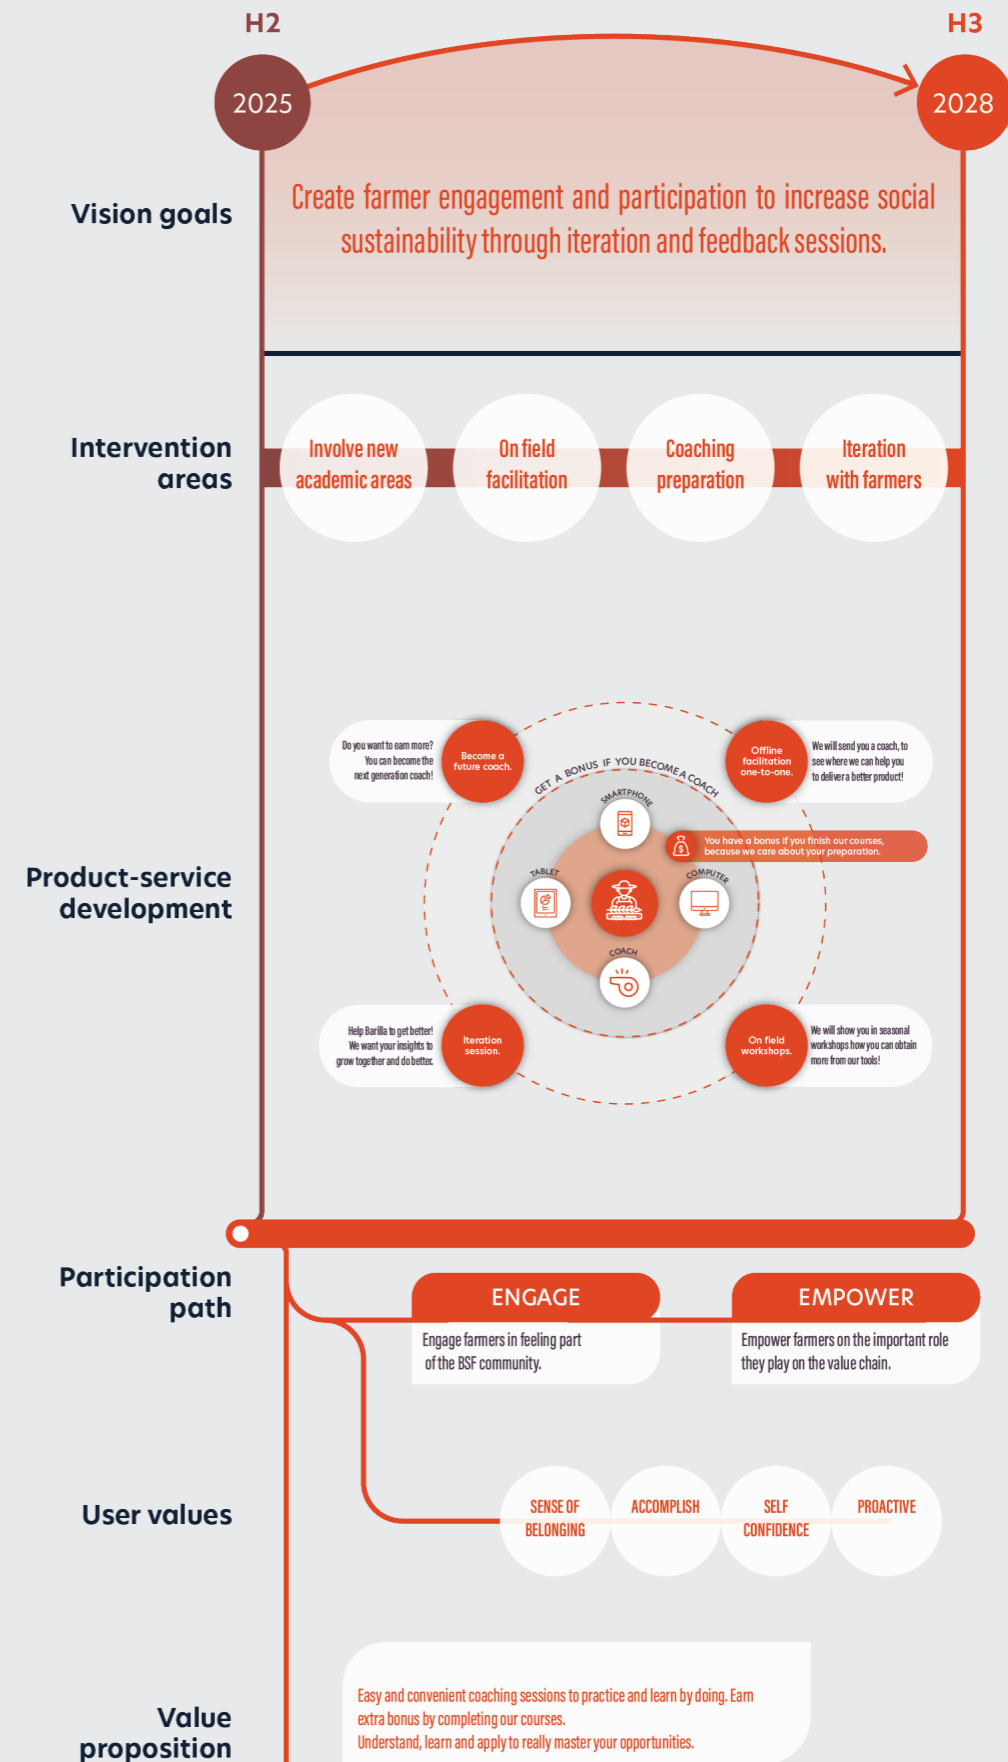 H2
H3
2025
2028
Vision goals
Create farmer engagement and participation to increase social
sustainability through iteration and feedback sessions.
Intervention
areas
Involve new
academic areas
On field
facilitation
Coaching
preparation
Iteration
with farmers
Product-service
development
Do you want to earn more?
You can become the
next generation coach!
Become a
future coach.
Offline
facilitation
one-to-one.
We will send you a coach, to
see where we can help you
to deliver a better product!
GET A BONUS IF YOU BECOME A COACH
SMARTPHONE
You have a bonus if you finish our courses,
because we care about your preparation.
TABLET
COMPUTER
COACH
Help Barilla to get better!
We want your insights to
grow together and do better.
Iteration
session.
On field
workshops.
We will show you in seasonal
workshops how you can obtain
more from our tools!
Participation
path
ENGAGE
Engage farmers in feeling part
of the BSF community.
EMPOWER
Empower farmers on the important role
they play on the value chain.
User values
SENSE OF
BELONGING
ACCOMPLISH
SELF
CONFIDENCE
PROACTIVE
Value
proposition
Easy and convenient coaching sessions to practice and learn by doing. Earn
extra bonus by completing our courses.
Understand, learn and apply to really master your opportunities.